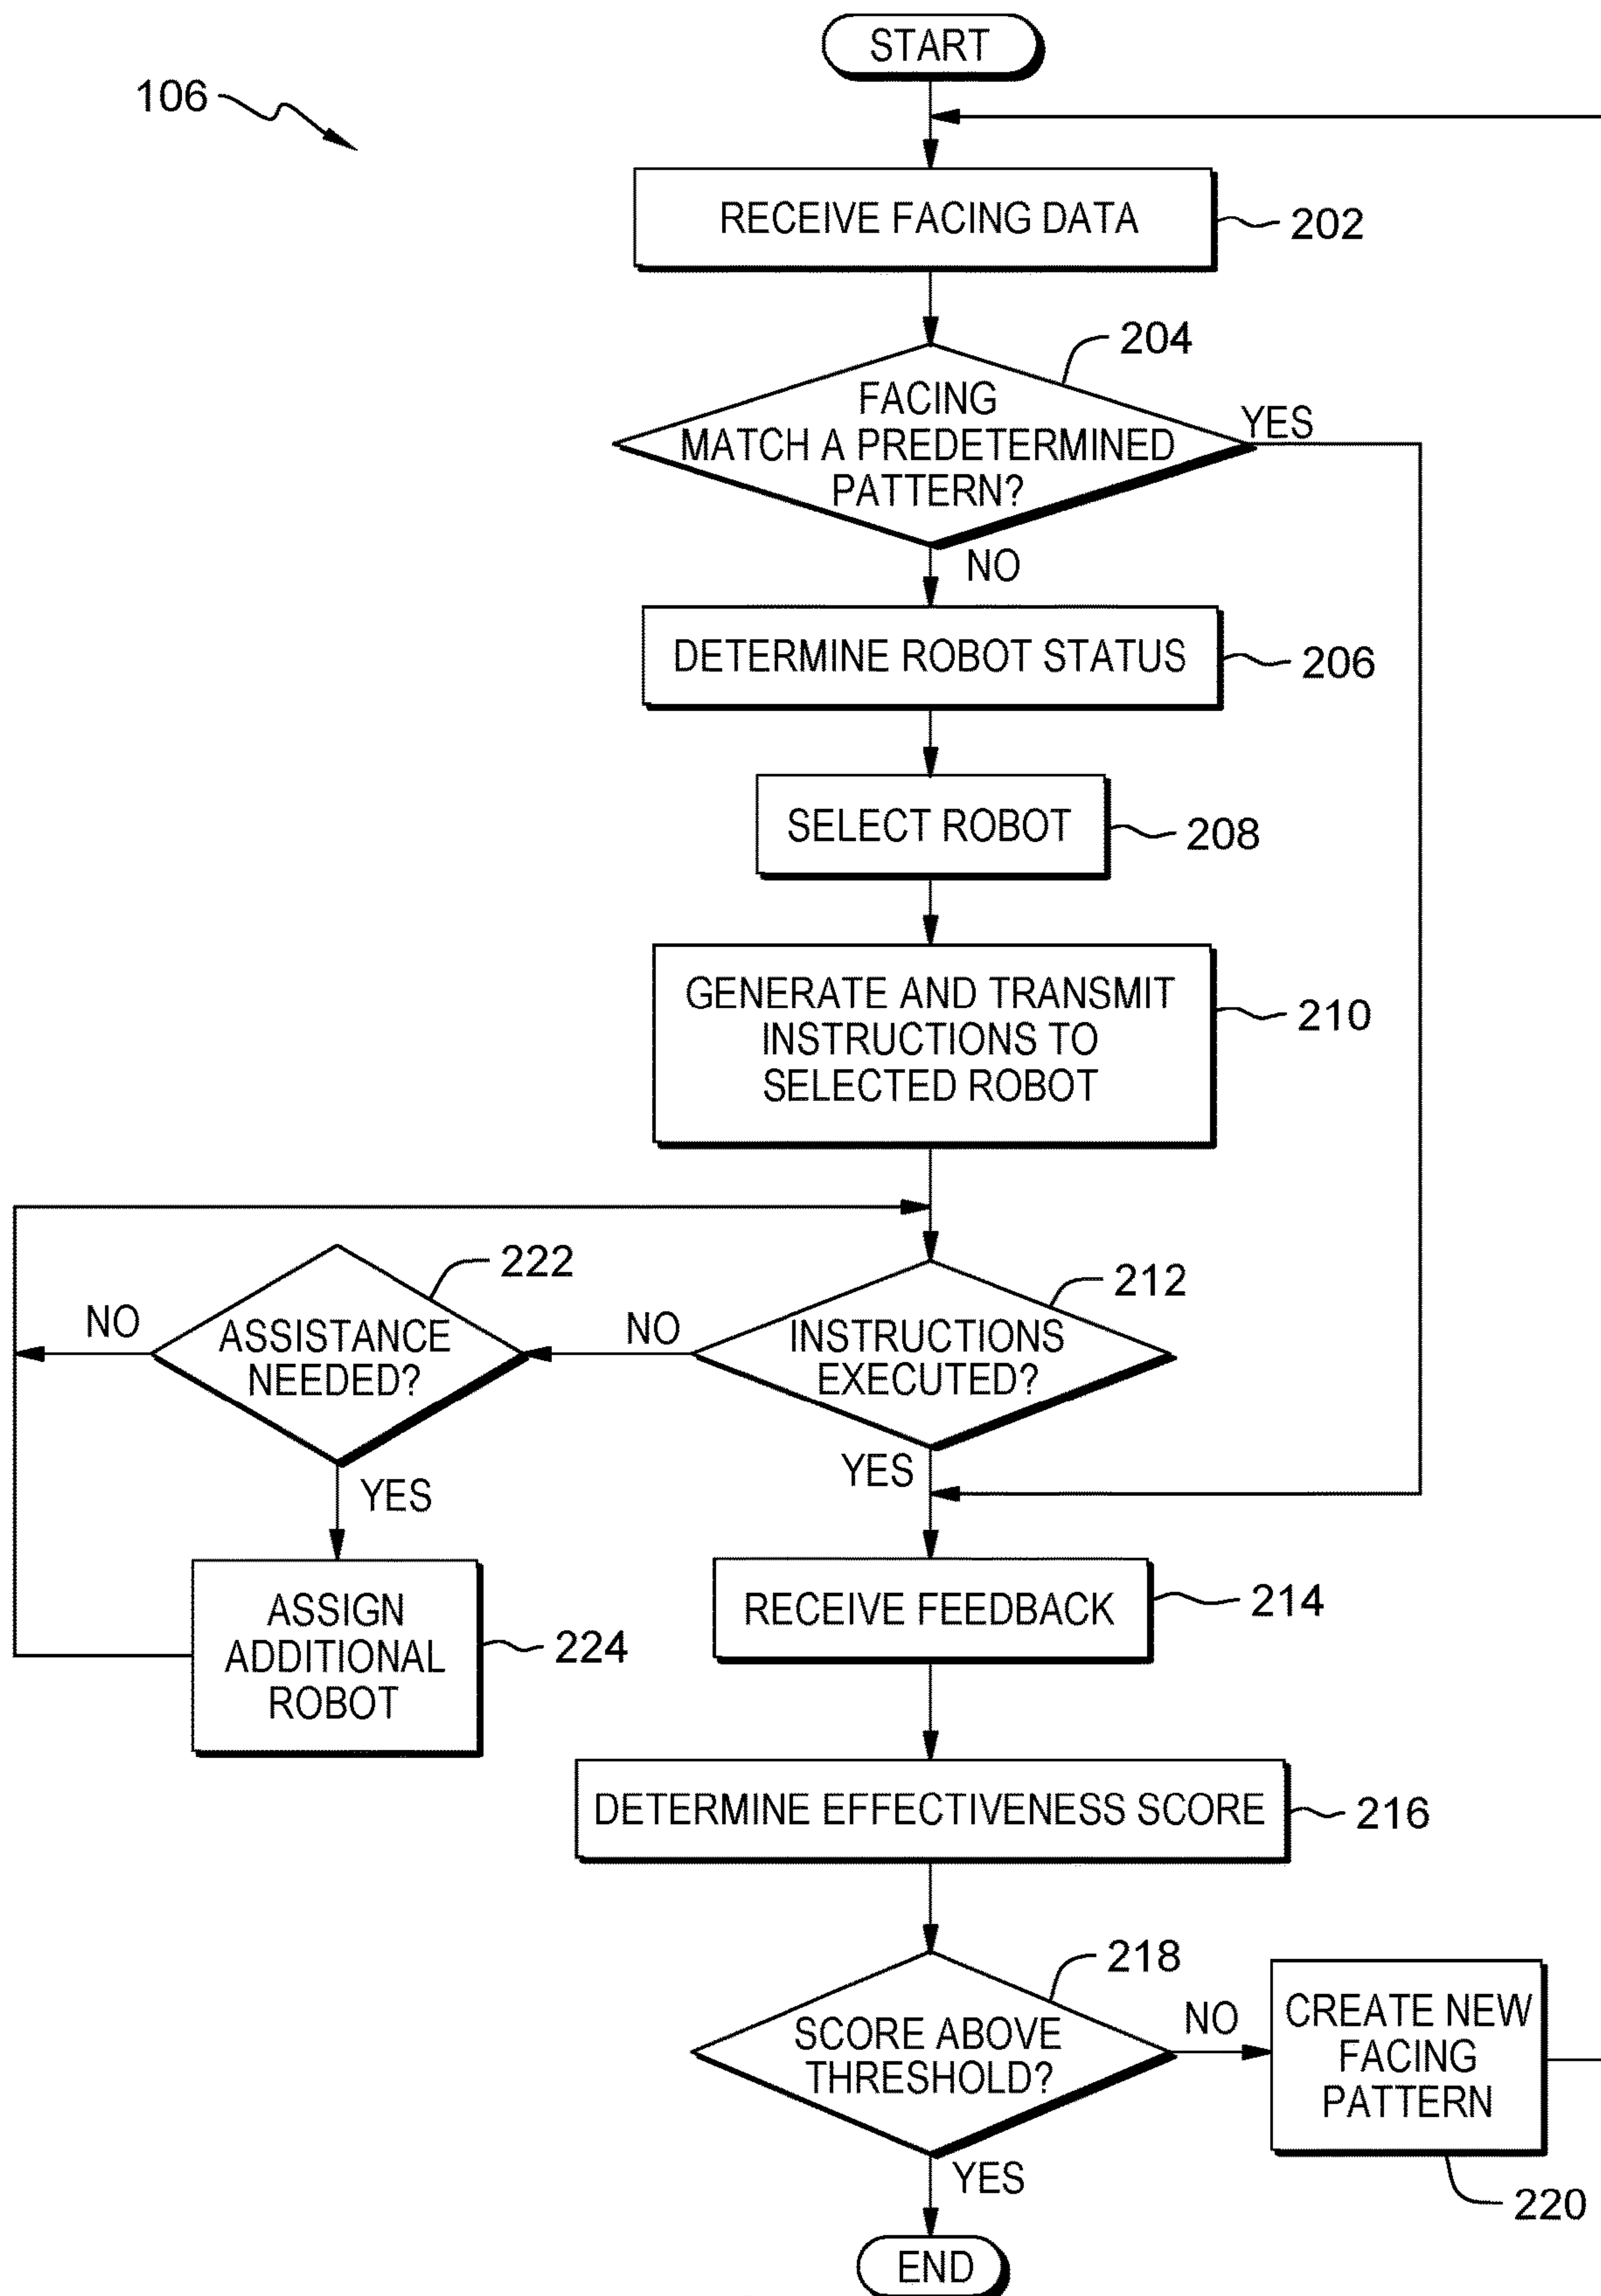 START
106
RECEIVE FACING DATA
202
204
FACING
MATCH A PREDETERMINED
PATTERN?
YES
NO
DETERMINE ROBOT STATUS
206
SELECT ROBOT
208
GENERATE AND TRANSMIT
INSTRUCTIONS TO
SELECTED ROBOT
210
212
INSTRUCTIONS
EXECUTED?
NO
222
ASSISTANCE
NEEDED?
NO
YES
ASSIGN
ADDITIONAL
ROBOT
224
YES
RECEIVE FEEDBACK
214
DETERMINE EFFECTIVENESS SCORE
216
218
SCORE ABOVE
THRESHOLD?
NO
CREATE NEW
FACING
PATTERN
220
YES
END